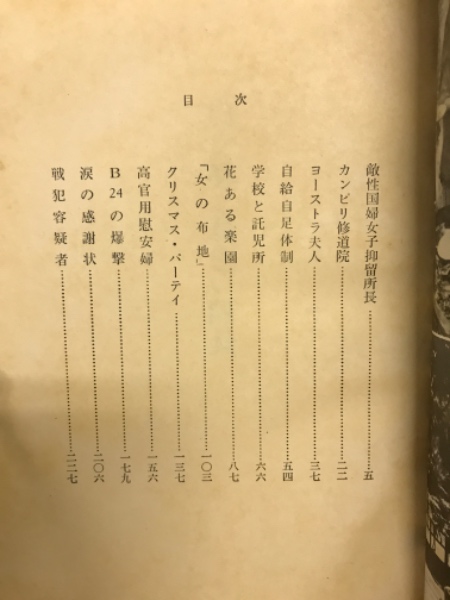 目次
敵性国婦女子抑留所長……五
カンピリ修道院……二二
ヨーストラ夫人……三七
自給自足体制……五四
学校と託児所……六六
花ある楽園……八七
「女の布地」……一〇三
クリスマス・パーティ……一三七
高官用慰安婦……一五六
B24の爆撃……一七九
涙の感謝状……二〇六
戦犯容疑者……二二七